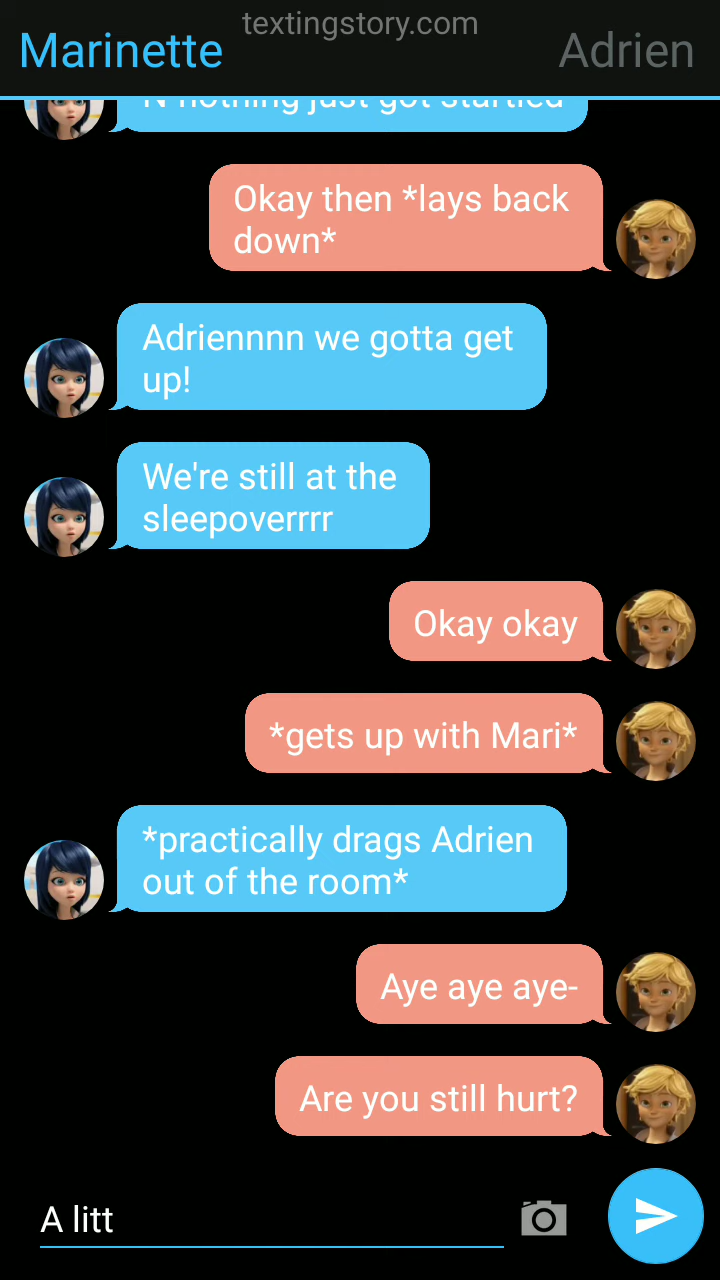 textingstory.com
Marinette
Adrien
N nothing just got startled
Okay then *lays back
down*
Adriennnn we gotta get
up!
We're still at the
sleepoverrrr
Okay okay
*gets up with Mari*
*practically drags Adrien
out of the room*
Aye aye aye-
Are you still hurt?
A litt